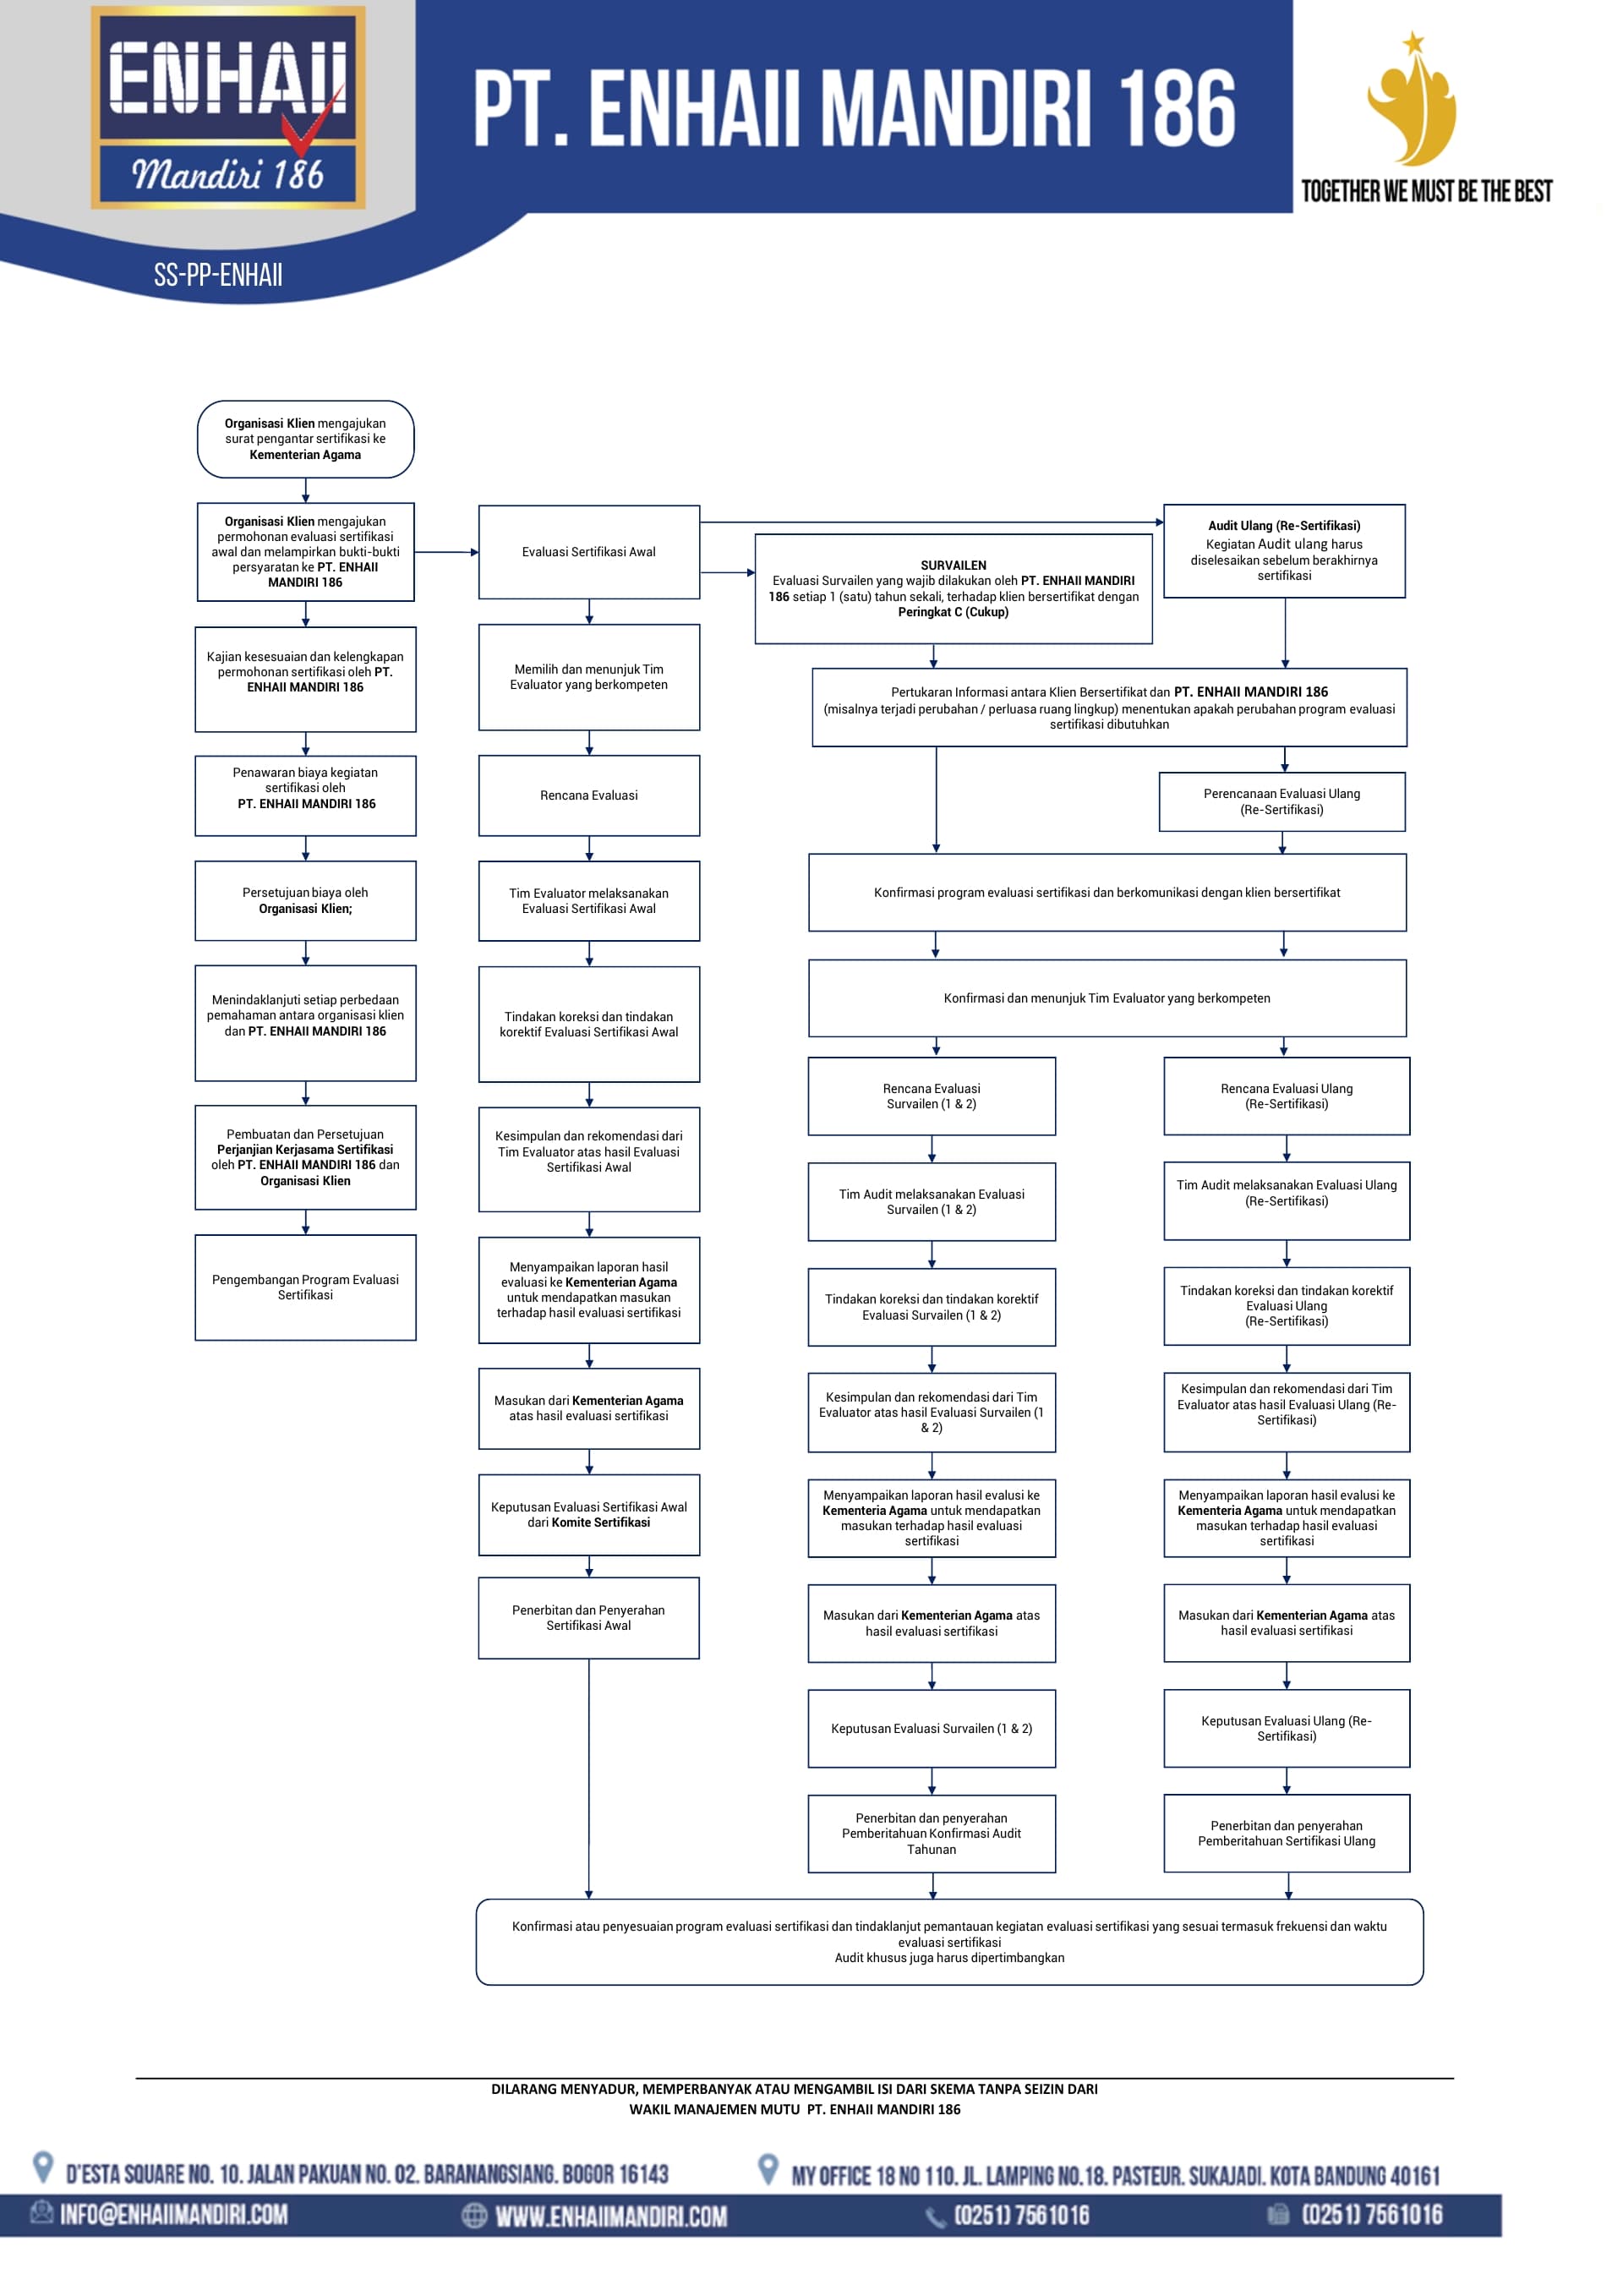 ENHAII
Mandiri 186
PT. ENHAII MANDIRI 186
TOGETHER WE MUST BE THE BEST
SS-PP-ENHAII
Organisasi Klien mengajukan
surat pengantar sertifikasi ke
Kementerian Agama
Organisasi Klien mengajukan
permohonan evaluasi sertifikasi
awal dan melampirkan bukti-bukti
persyaratan ke PT. ENHAII
MANDIRI 186
Kajian kesesuaian dan kelengkapan
permohonan sertifikasi oleh PT.
ENHAII MANDIRI 186
Penawaran biaya kegiatan
sertifikasi oleh
PT. ENHAII MANDIRI 186
Persetujuan biaya oleh
Organisasi Klien;
Menindaklanjuti setiap perbedaan
pemahaman antara organisasi klien
dan PT. ENHAII MANDIRI 186
Pembuatan dan Persetujuan
Perjanjian Kerjasama Sertifikasi
oleh PT. ENHAII MANDIRI 186 dan
Organisasi Klien
Pengembangan Program Evaluasi
Sertifikasi
Evaluasi Sertifikasi Awal
Memilih dan menunjuk Tim
Evaluator yang berkompeten
Rencana Evaluasi
Tim Evaluator melaksanakan
Evaluasi Sertifikasi Awal
Tindakan koreksi dan tindakan
korektif Evaluasi Sertifikasi Awal
Kesimpulan dan rekomendasi dari
Tim Evaluator atas hasil Evaluasi
Sertifikasi Awal
Menyampaikan laporan hasil
evaluasi ke Kementerian Agama
untuk mendapatkan masukan
terhadap hasil evaluasi sertifikasi
Masukan dari Kementerian Agama
atas hasil evaluasi sertifikasi
Keputusan Evaluasi Sertifikasi Awal
dari Komite Sertifikasi
Penerbitan dan Penyerahan
Sertifikasi Awal
SURVAILEN
Evaluasi Survailen yang wajib dilakukan oleh PT. ENHAII MANDIRI
186 setiap 1 (satu) tahun sekali, terhadap klien bersertifikat dengan
Peringkat C (Cukup)
Audit Ulang (Re-Sertifikasi)
Kegiatan Audit ulang harus
diselesaikan sebelum berakhirnya
sertifikasi
Pertukaran Informasi antara Klien Bersertifikat dan PT. ENHAII MANDIRI 186
(misalnya terjadi perubahan / perluasa ruang lingkup) menentukan apakah perubahan program evaluasi
sertifikasi dibutuhkan
Perencanaan Evaluasi Ulang
(Re-Sertifikasi)
Konfirmasi program evaluasi sertifikasi dan berkomunikasi dengan klien bersertifikat
Konfirmasi dan menunjuk Tim Evaluator yang berkompeten
Rencana Evaluasi
Survailen (1 & 2)
Tim Audit melaksanakan Evaluasi
Survailen (1 & 2)
Tindakan koreksi dan tindakan korektif
Evaluasi Survailen (1 & 2)
Kesimpulan dan rekomendasi dari Tim
Evaluator atas hasil Evaluasi Survailen (1
& 2)
Menyampaikan laporan hasil evalusi ke
Kementeria Agama untuk mendapatkan
masukan terhadap hasil evaluasi
sertifikasi
Masukan dari Kementerian Agama atas
hasil evaluasi sertifikasi
Keputusan Evaluasi Survailen (1 & 2)
Penerbitan dan penyerahan
Pemberitahuan Konfirmasi Audit
Tahunan
Rencana Evaluasi Ulang
(Re-Sertifikasi)
Tim Audit melaksanakan Evaluasi Ulang
(Re-Sertifikasi)
Tindakan koreksi dan tindakan korektif
Evaluasi Ulang
(Re-Sertifikasi)
Kesimpulan dan rekomendasi dari Tim
Evaluator atas hasil Evaluasi Ulang (Re-
Sertifikasi)
Menyampaikan laporan hasil evalusi ke
Kementeria Agama untuk mendapatkan
masukan terhadap hasil evaluasi
sertifikasi
Masukan dari Kementerian Agama atas
hasil evaluasi sertifikasi
Keputusan Evaluasi Ulang (Re-
Sertifikasi)
Penerbitan dan penyerahan
Pemberitahuan Sertifikasi Ulang
Konfirmasi atau penyesuaian program evaluasi sertifikasi dan tindaklanjut pemantauan kegiatan evaluasi sertifikasi yang sesuai termasuk frekuensi dan waktu
evaluasi sertifikasi
Audit khusus juga harus dipertimbangkan
DILARANG MENYADUR, MEMPERBANYAK ATAU MENGAMBIL ISI DARI SKEMA TANPA SEIZIN DARI
WAKIL MANAJEMEN MUTU PT. ENHAII MANDIRI 186
D'ESTA SQUARE NO. 10. JALAN PAKUAN NO. 02. BARANANGSIANG. BOGOR 16143
MY OFFICE 18 NO 110. JL. LAMPING NO.18. PASTEUR. SUKAJADI. KOTA BANDUNG 40161
INFO@ENHAIIMANDIRI.COM
WWW.ENHAIIMANDIRI.COM
(0251) 7561016
(0251) 7561016